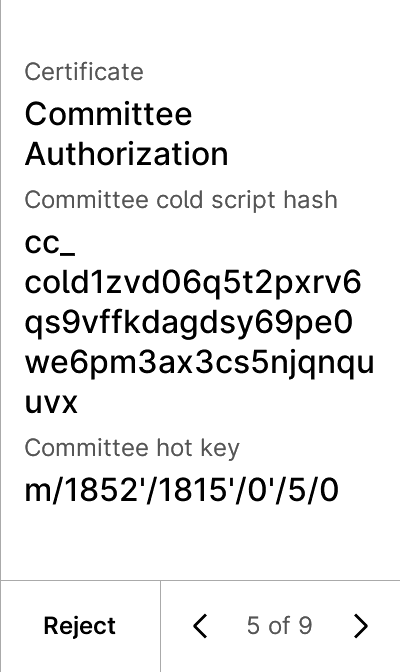 Certificate
Committee
Authorization
Committee cold script hash
cc_
cold1zvd06q5t2pxrv6
qs9vffkdagdsy69pe0
we6pm3ax3cs5njqnqu
uvx
Committee hot key
m/1852'/1815'/0'/5/0
Reject
5 of 9